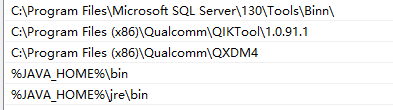 C:\Program Files\Microsoft SQL Server\130\Tools\Binn\
C:\Program Files (x86)\Qualcomm\QIKTool\1.0.91.1
C:\Program Files (x86)\Qualcomm\QXDM4
%JAVA_HOME%\bin
%JAVA_HOME%\jre\bin